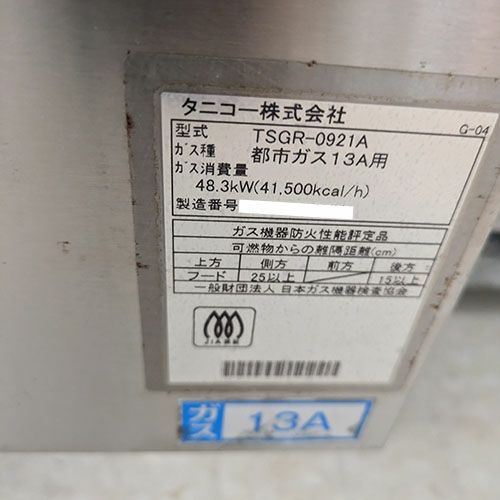 タニコー株式会社
G-04
型式 TSGR-0921A
ガス種 都市ガス13A用
ガス消費量
48.3kW(41,500kcal/h)
製造番号
ガス機器防火性能評定品
可燃物からの離隔距離(cm)
上方 側方 前方 後方
フード 25以上 15以上
一般財団法人 日本ガス機器検査協会
ガス 13A